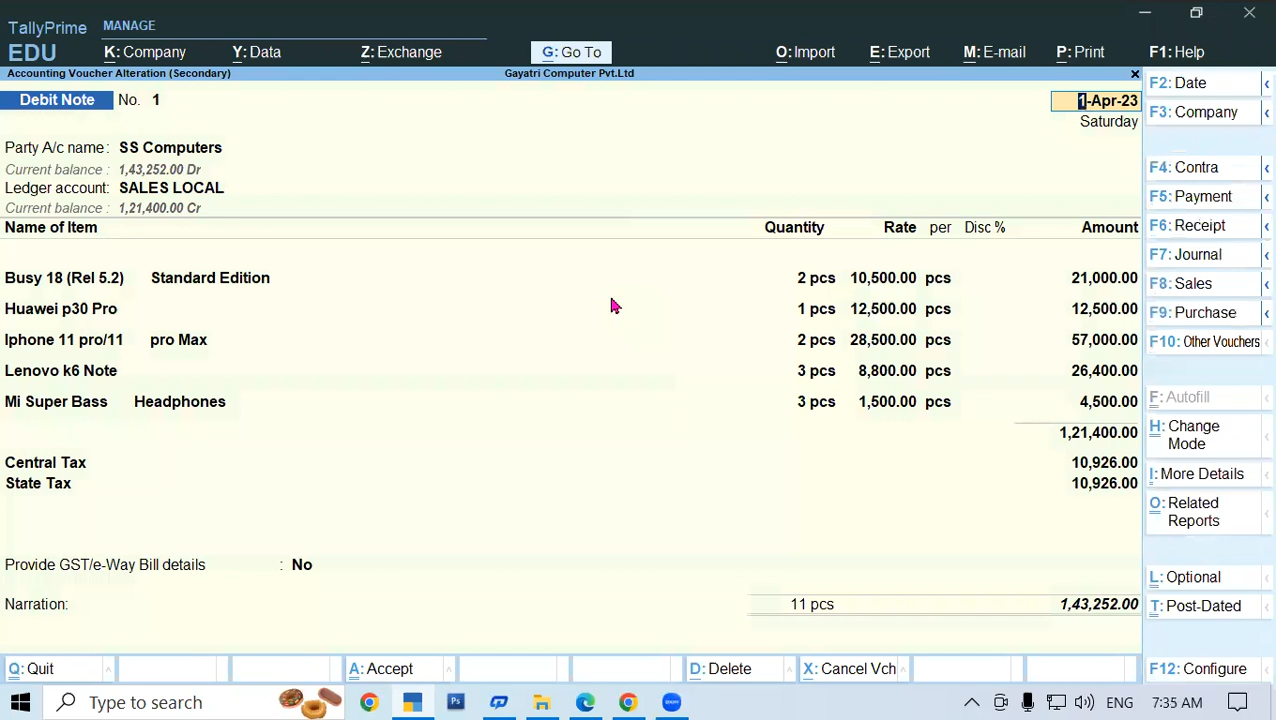 TallyPrime MANAGE
EDU K: Company Y: Data Z: Exchange G: Go To O: Import E: Export M: E-mail P: Print F1: Help
Accounting Voucher Alteration (Secondary) Gayatri Computer Pvt.Ltd
Debit Note No. 1 1-Apr-23
Saturday
Party A/c name : SS Computers
Current balance : 1,43,252.00 Dr
Ledger account: SALES LOCAL
Current balance : 1,21,400.00 Cr
Name of Item Quantity Rate per Disc % Amount
Busy 18 (Rel 5.2) Standard Edition 2 pcs 10,500.00 pcs 21,000.00
Huawei p30 Pro 1 pcs 12,500.00 pcs 12,500.00
Iphone 11 pro/11 pro Max 2 pcs 28,500.00 pcs 57,000.00
Lenovo k6 Note 3 pcs 8,800.00 pcs 26,400.00
Mi Super Bass Headphones 3 pcs 1,500.00 pcs 4,500.00
1,21,400.00
Central Tax 10,926.00
State Tax 10,926.00
Provide GST/e-Way Bill details : No
Narration: 11 pcs 1,43,252.00
F2: Date
F3: Company
F4: Contra
F5: Payment
F6: Receipt
F7: Journal
F8: Sales
F9: Purchase
F10: Other Vouchers
F: Autofill
H: Change
Mode
I: More Details
O: Related
Reports
L: Optional
T: Post-Dated
Q: Quit A: Accept D: Delete X: Cancel Vch F12: Configure
Type to search ENG 7:35 AM